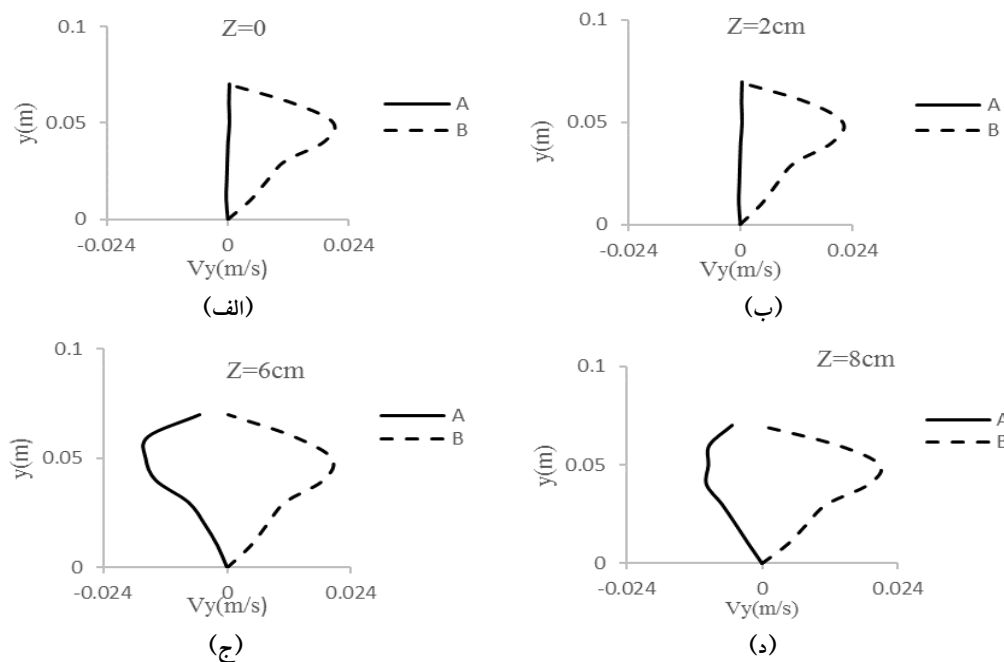 0.1
Z=0
y(m)
0.05
A
B
0
-0.024
0
0.024
Vy(m/s)
(الف)
0.1
Z=2cm
y(m)
0.05
A
B
0
-0.024
0
0.024
Vy(m/s)
(ب)
0.1
Z=6cm
y(m)
0.05
A
B
0
-0.024
0
0.024
Vy(m/s)
(ج)
0.1
Z=8cm
y(m)
0.05
A
B
0
-0.024
0
0.024
Vy(m/s)
(د)